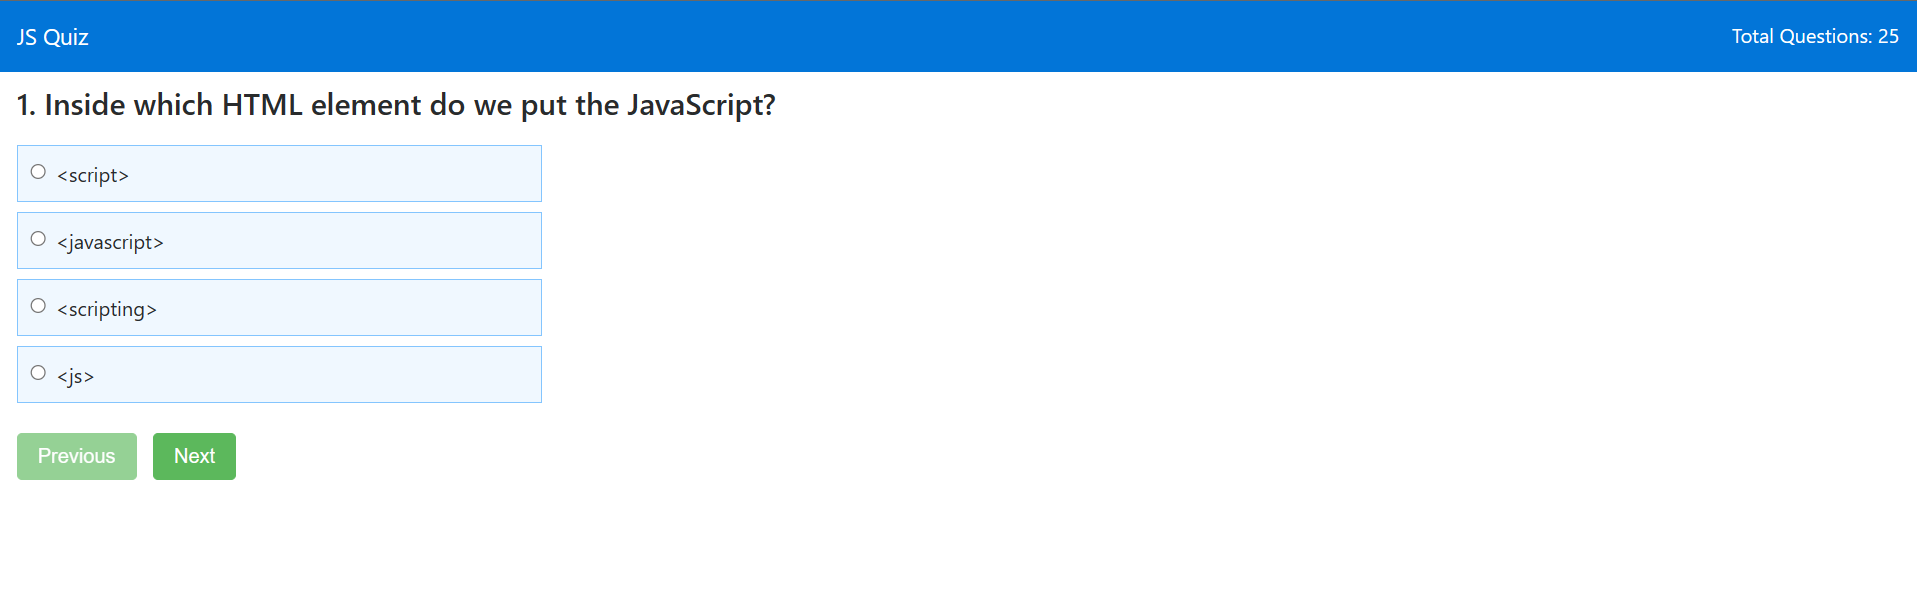 JS Quiz
Total Questions: 25
1. Inside which HTML element do we put the JavaScript?
<script>
<javascript>
<scripting>
<js>
Previous
Next